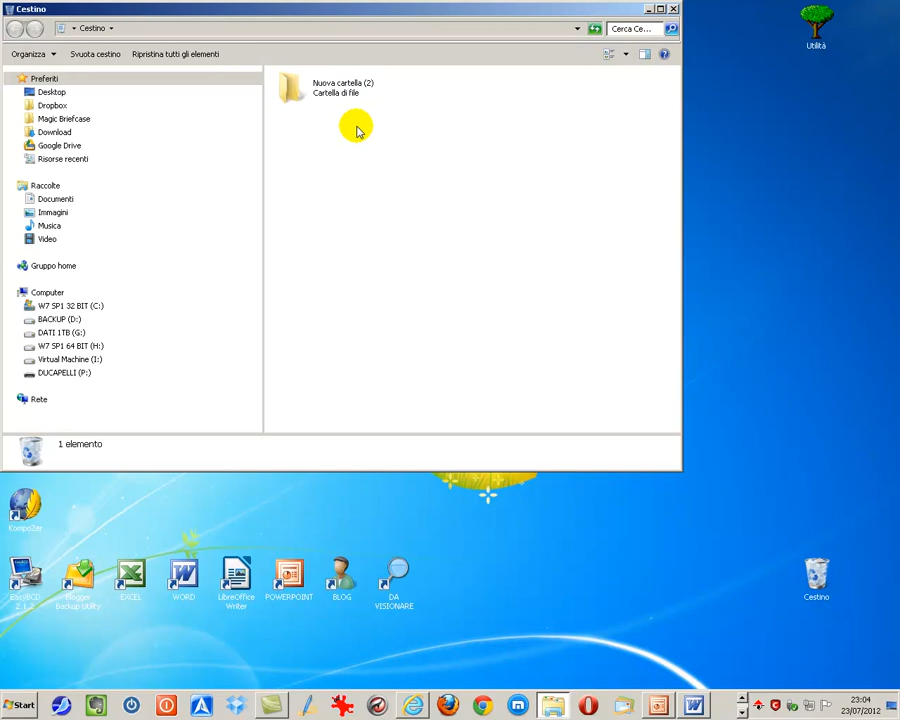 Cestino
Cestino
Cerca Ce...
Organizza
Svuota cestino
Ripristina tutti gli elementi
Preferiti
Desktop
Dropbox
Magic Briefcase
Download
Google Drive
Risorse recenti
Raccolte
Documenti
Immagini
Musica
Video
Gruppo home
Computer
W7 SP1 32 BIT (C:)
BACKUP (D:)
DATI 1TB (G:)
W7 SP1 64 BIT (H:)
Virtual Machine (I:)
DUCAPELLI (P:)
Rete
Nuova cartella (2)
Cartella di file
1 elemento
Utilità
KompoZer
EasyBCD
2.1.2
Blogger
Backup Utility
EXCEL
WORD
LibreOffice
Writer
POWERPOINT
BLOG
DA
VISIONARE
Cestino
Start
23:04
23/07/2012